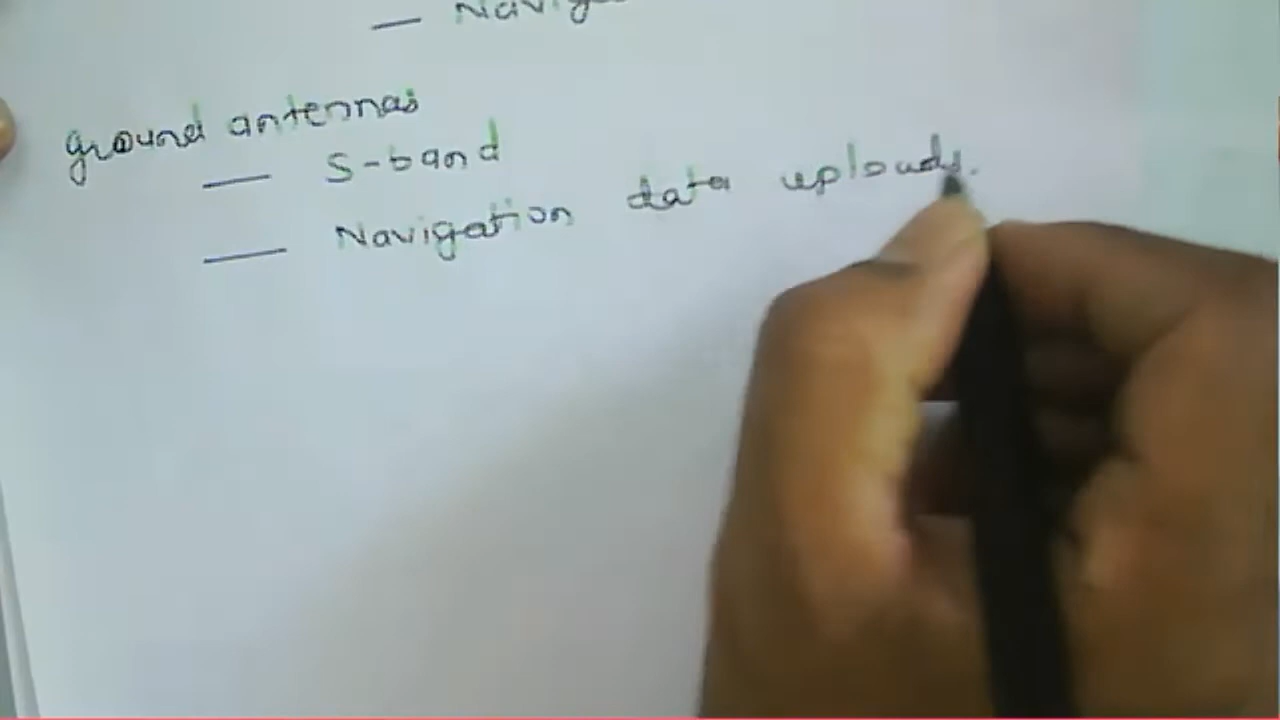 ground antennas
— S-band
— Navigation data uploads.